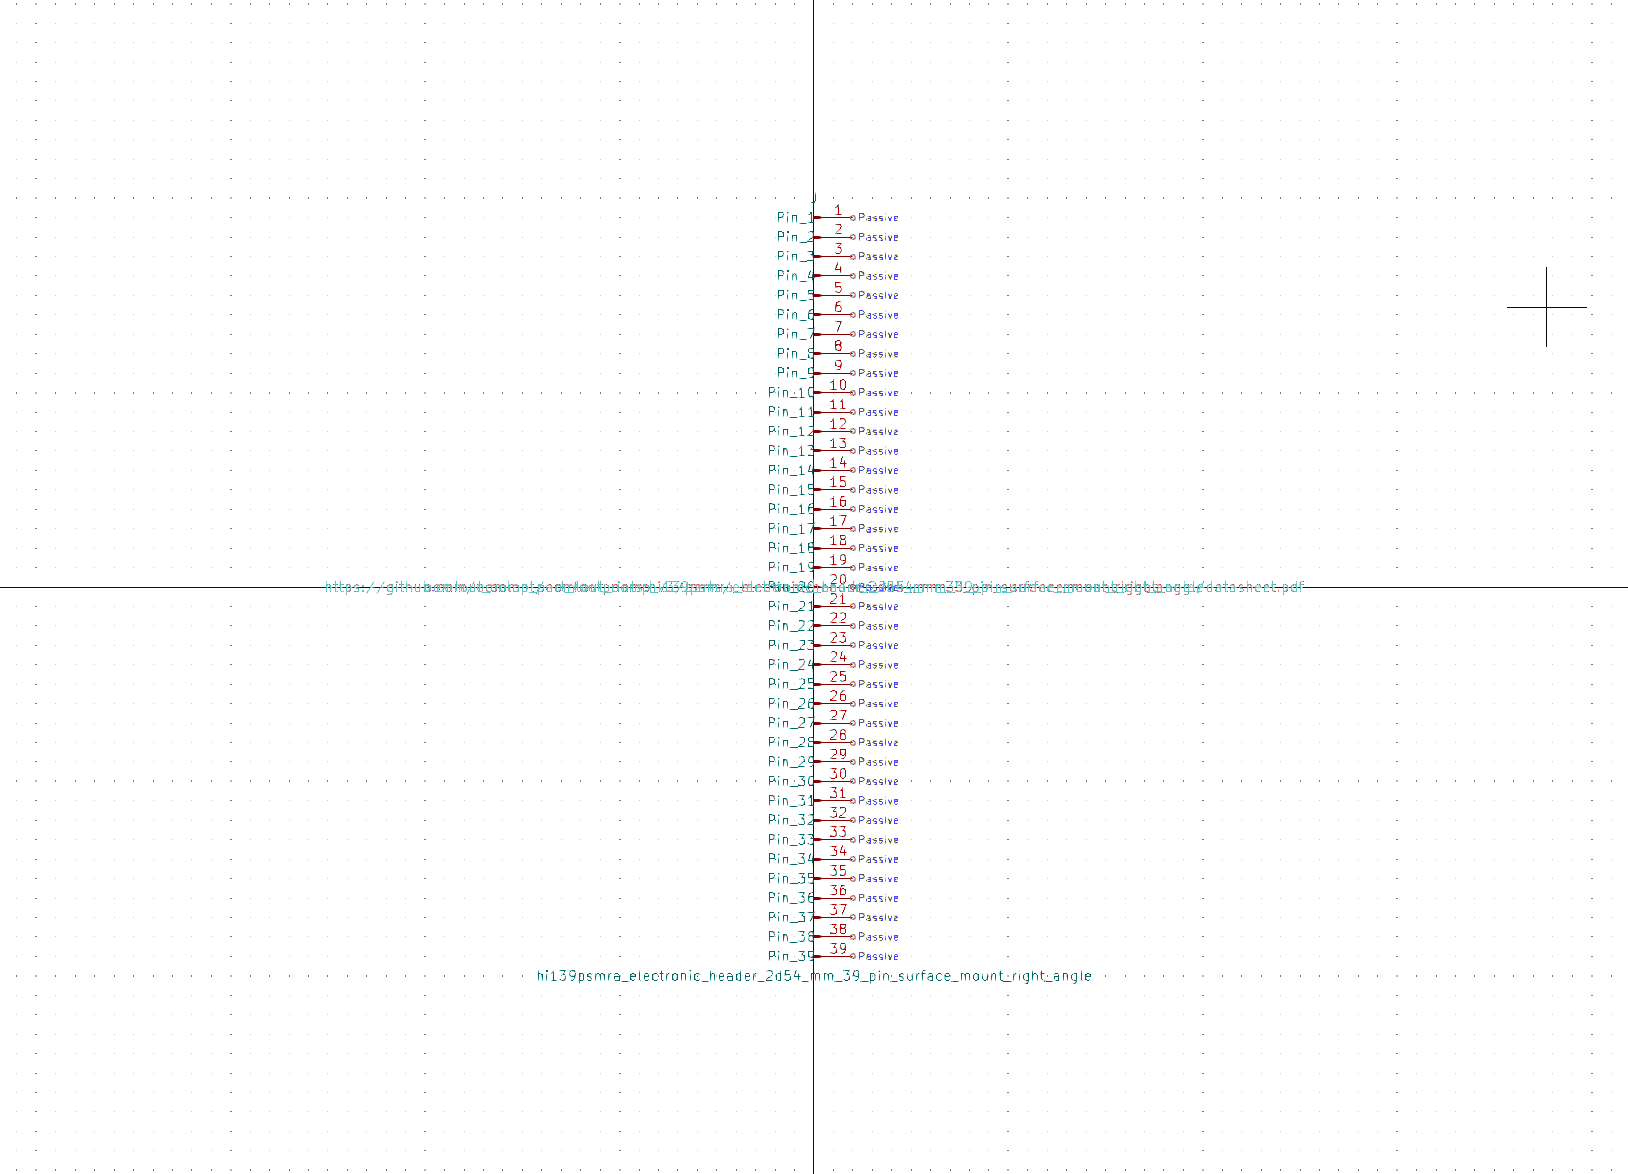 J
Pin_1 1 Passive
Pin_2 2 Passive
Pin_3 3 Passive
Pin_4 4 Passive
Pin_5 5 Passive
Pin_6 6 Passive
Pin_7 7 Passive
Pin_8 8 Passive
Pin_9 9 Passive
Pin_10 10 Passive
Pin_11 11 Passive
Pin_12 12 Passive
Pin_13 13 Passive
Pin_14 14 Passive
Pin_15 15 Passive
Pin_16 16 Passive
Pin_17 17 Passive
Pin_18 18 Passive
Pin_19 19 Passive
20
Pin_21 21 Passive
Pin_22 22 Passive
Pin_23 23 Passive
Pin_24 24 Passive
Pin_25 25 Passive
Pin_26 26 Passive
Pin_27 27 Passive
Pin_28 28 Passive
Pin_29 29 Passive
Pin_30 30 Passive
Pin_31 31 Passive
Pin_32 32 Passive
Pin_33 33 Passive
Pin_34 34 Passive
Pin_35 35 Passive
Pin_36 36 Passive
Pin_37 37 Passive
Pin_38 38 Passive
Pin_39 39 Passive
hi139psmra_electronic_header_2d54_mm_39_pin_surface_mount_right_angle